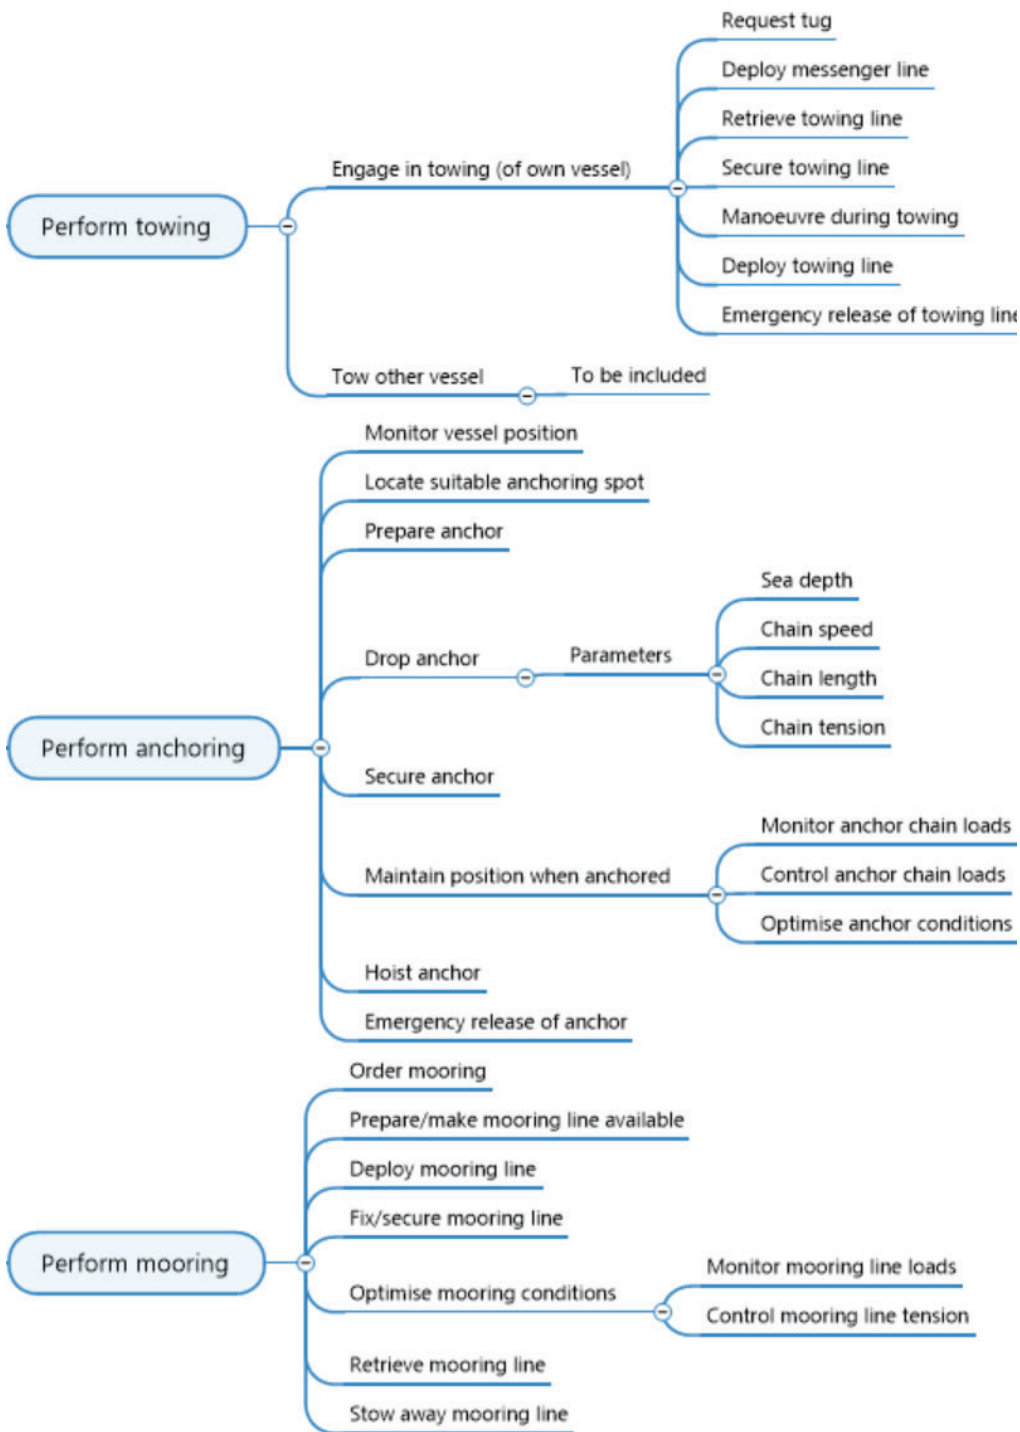 Perform towing
Engage in towing (of own vessel)
Request tug
Deploy messenger line
Retrieve towing line
Secure towing line
Manoeuvre during towing
Deploy towing line
Emergency release of towing line
Tow other vessel
To be included
Perform anchoring
Monitor vessel position
Locate suitable anchoring spot
Prepare anchor
Drop anchor
Parameters
Sea depth
Chain speed
Chain length
Chain tension
Secure anchor
Maintain position when anchored
Monitor anchor chain loads
Control anchor chain loads
Optimise anchor conditions
Hoist anchor
Emergency release of anchor
Perform mooring
Order mooring
Prepare/make mooring line available
Deploy mooring line
Fix/secure mooring line
Optimise mooring conditions
Monitor mooring line loads
Control mooring line tension
Retrieve mooring line
Stow away mooring line